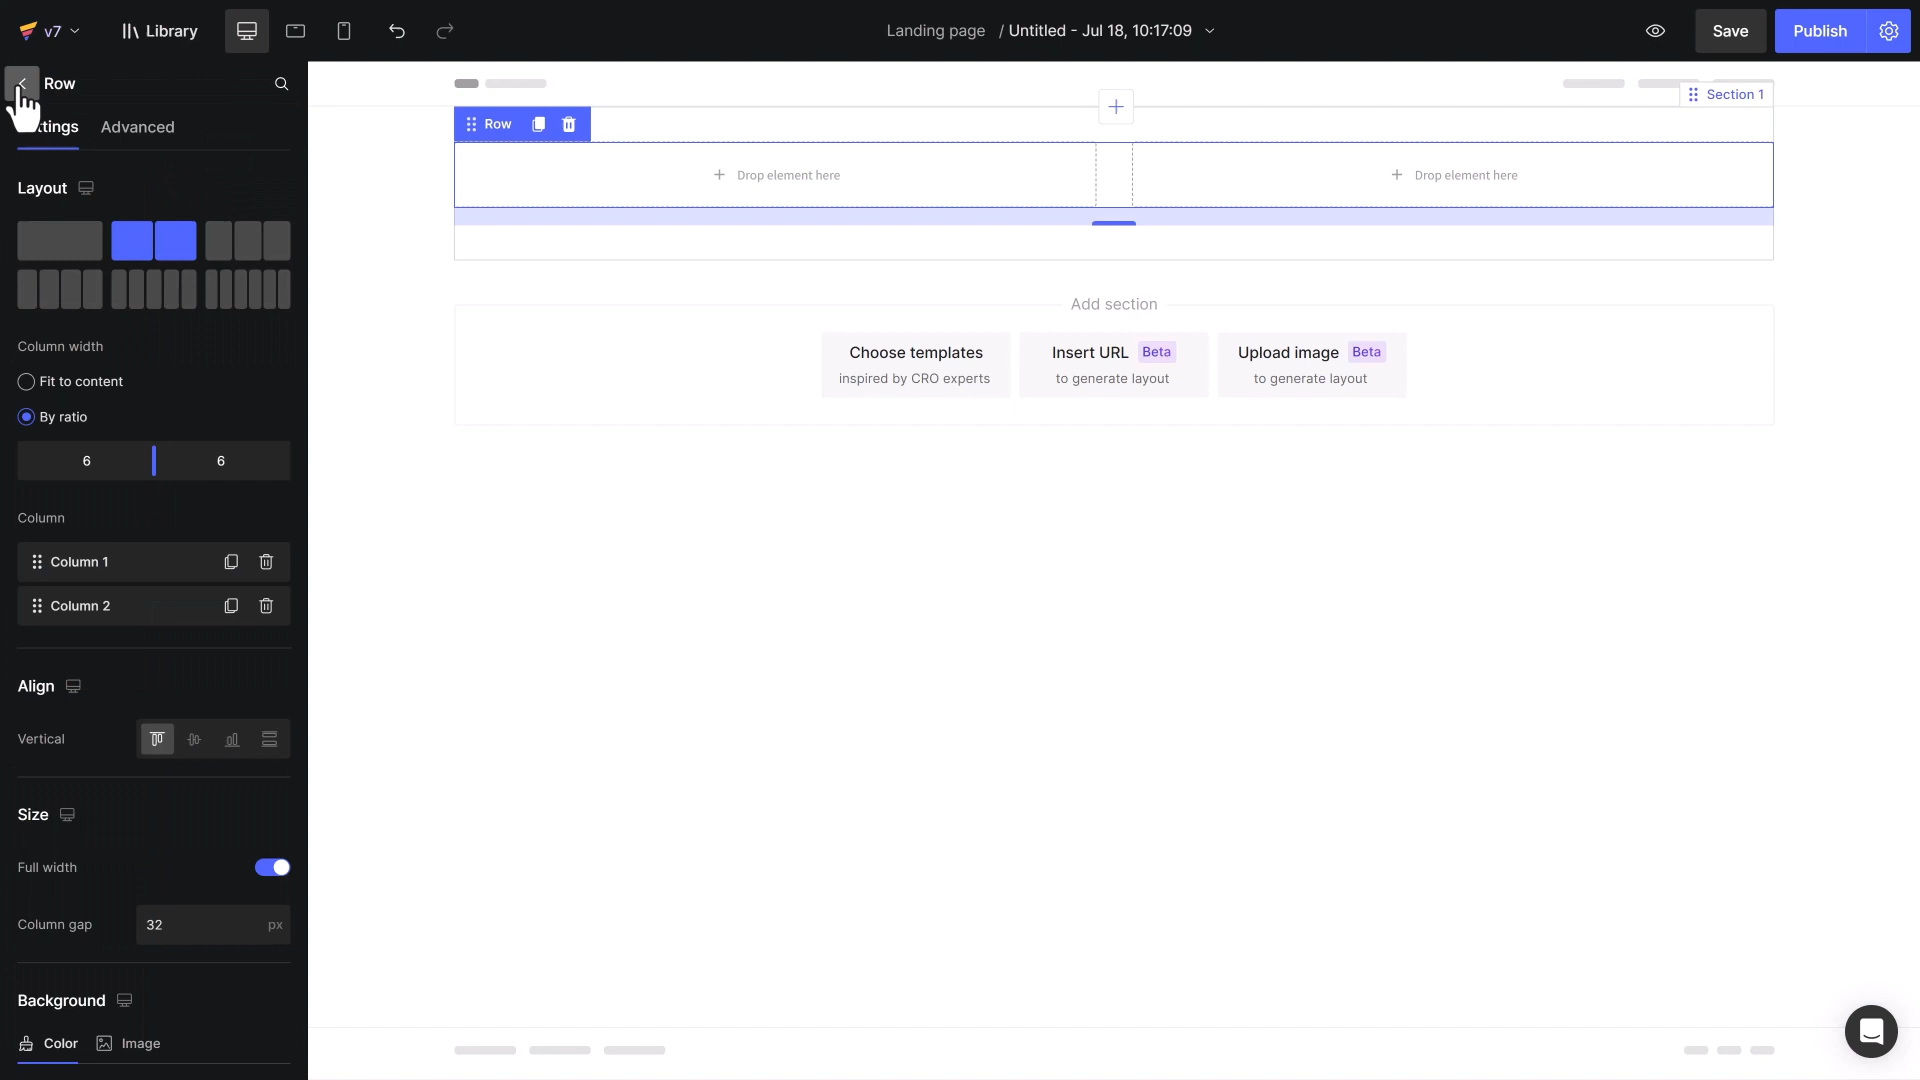 v7
Library
Landing page / Untitled - Jul 18, 10:17:09
Save
Publish
Row
Advanced
Layout
Column width
Fit to content
By ratio
6 6
Column
Column 1
Column 2
Align
Vertical
Size
Full width
Column gap 32 px
Background
Color Image
Section 1
Row
Drop element here
Drop element here
Add section
Choose templates
inspired by CRO experts
Insert URL Beta
to generate layout
Upload image Beta
to generate layout